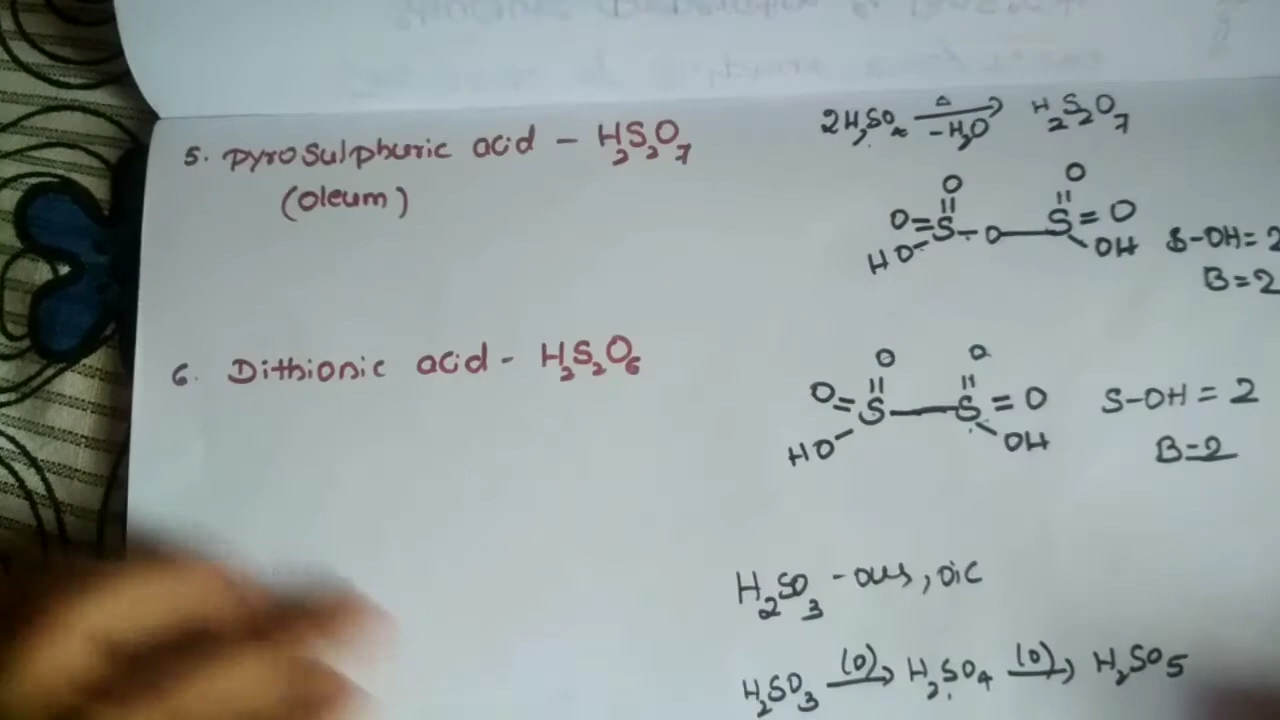 5. Pyrosulphuric acid - H2S2O7
(Oleum)
2H2SO4 Δ→ -H2O H2S2O7
O O
O=S-O-S=O
HO OH S-OH=2
B=2
6. Dithionic acid - H2S2O6
O O
O=S-S=O S-OH=2
HO OH B=2
H2SO3 - ous, oic
H2SO3 (O)→ H2SO4 (O)→ H2SO5